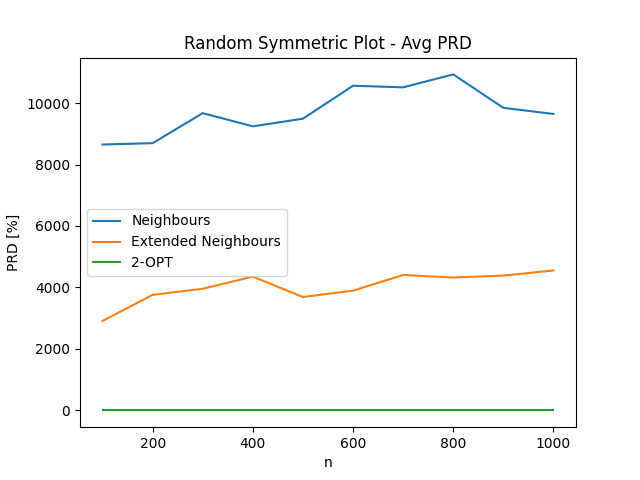 Random Symmetric Plot - Avg PRD
PRD [%]
10000
8000
6000
4000
2000
0
Neighbours
Extended Neighbours
2-OPT
200
400
600
800
1000
n